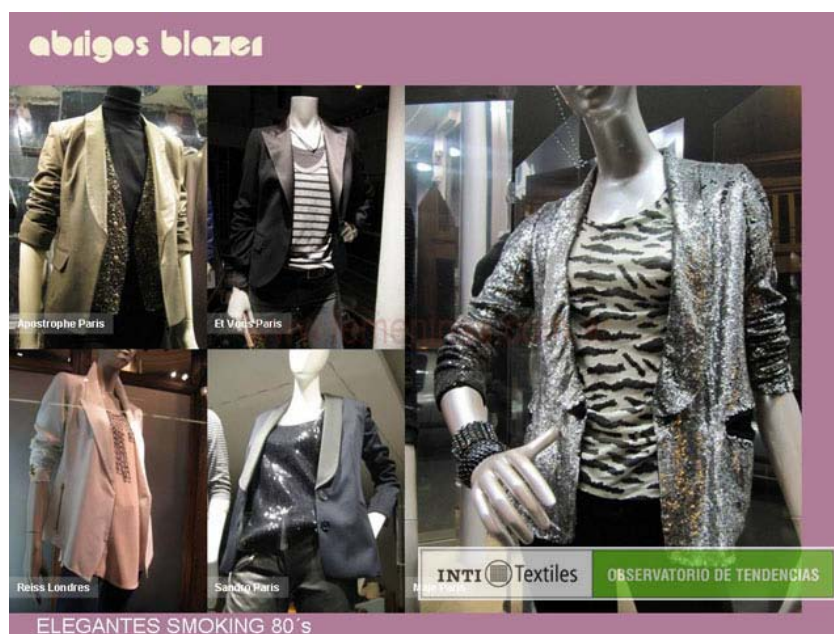 abrigos blazer
Apostrophe Paris
Et Vous Paris
Reiss Londres
Sandro Paris
INTI Textiles
OBSERVATORIO DE TENDENCIAS
ELEGANTES SMOKING 80´s